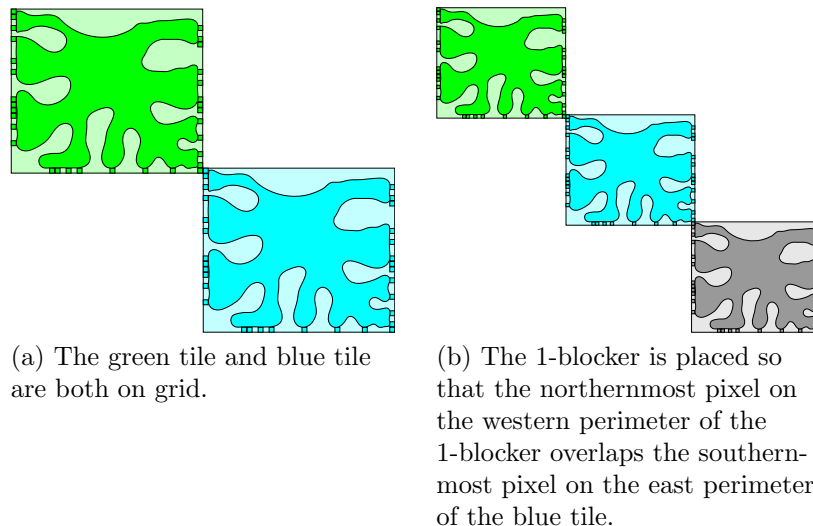 (a) The green tile and blue tile
are both on grid.
(b) The 1-blocker is placed so
that the northernmost pixel on
the western perimeter of the
1-blocker overlaps the southern-
most pixel on the east perimeter
of the blue tile.